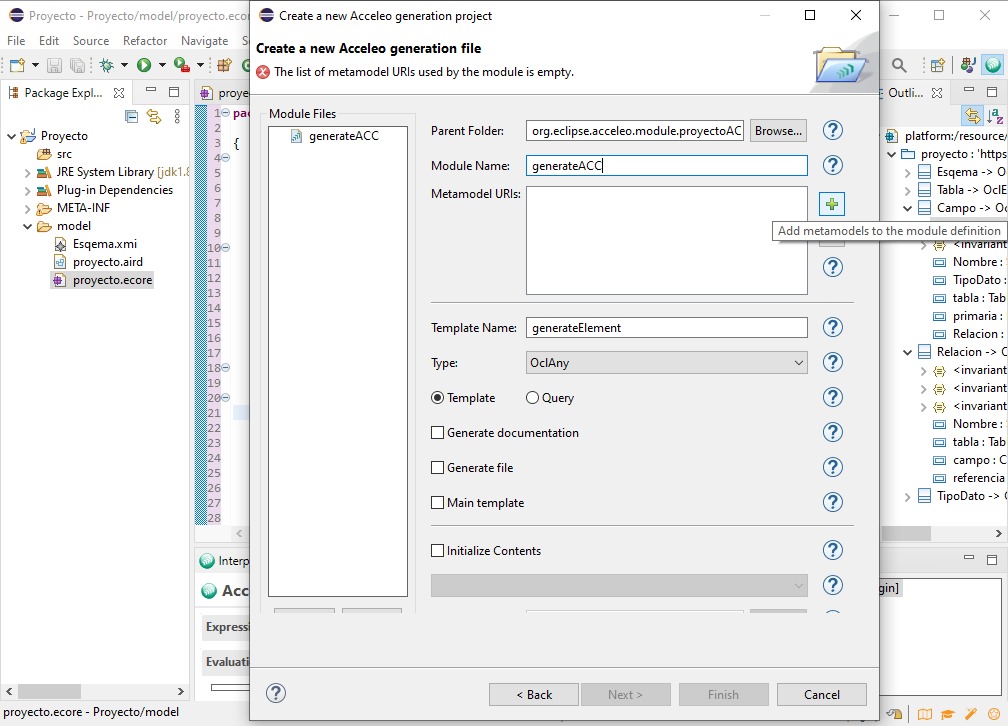 Proyecto - Proyecto/model/proyecto.ecor
Create a new Acceleo generation project
File Edit Source Refactor Navigate
Create a new Acceleo generation file
The list of metamodel URIs used by the module is empty.
Package Expl...
proye
Outli...
Proyecto
src
JRE System Library [jdk1.8
Plug-in Dependencies
META-INF
model
Esqema.xmi
proyecto.aird
proyecto.ecore
1 pac
2
3 {
4
5
6
7
8
9
10
11
12
13
14
15
16
17
18
19
20
21
22
23
24
25
26
27
28
Module Files
generateACC
Parent Folder: org.eclipse.acceleo.module.proyectoAC Browse...
Module Name: generateACC
Metamodel URIs:
Add metamodels to the module definition
Template Name: generateElement
Type: OclAny
Template Query
Generate documentation
Generate file
Main template
Initialize Contents
platform:/resource/
proyecto : 'https
Esqema -> O
Tabla -> OclE
Campo -> Oc
<invariant
Nombre :
TipoDato :
tabla : Tab
primaria :
Relacion :
Relacion -> C
<invariant
<invariant
<invariant
Nombre :
tabla : Tab
campo : C
referencia
TipoDato -> O
Interp
Acc
Expressi
Evaluati
gin]
< Back Next > Finish Cancel
proyecto.ecore - Proyecto/model